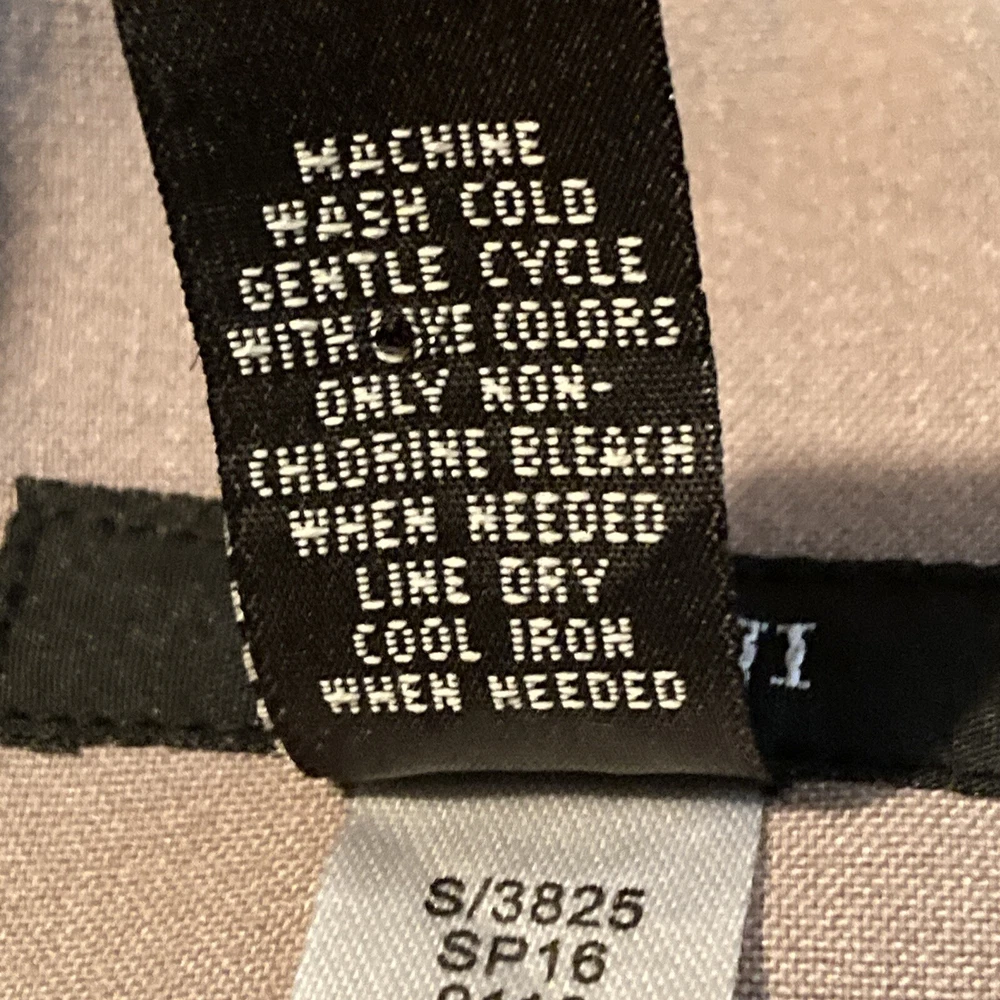 MACHINE
WASH COLD
GENTLE CYCLE
WITH LIKE COLORS
ONLY NON-
CHLORINE BLEACH
WHEN NEEDED
LINE DRY
COOL IRON
WHEN NEEDED
S/3825
SP16